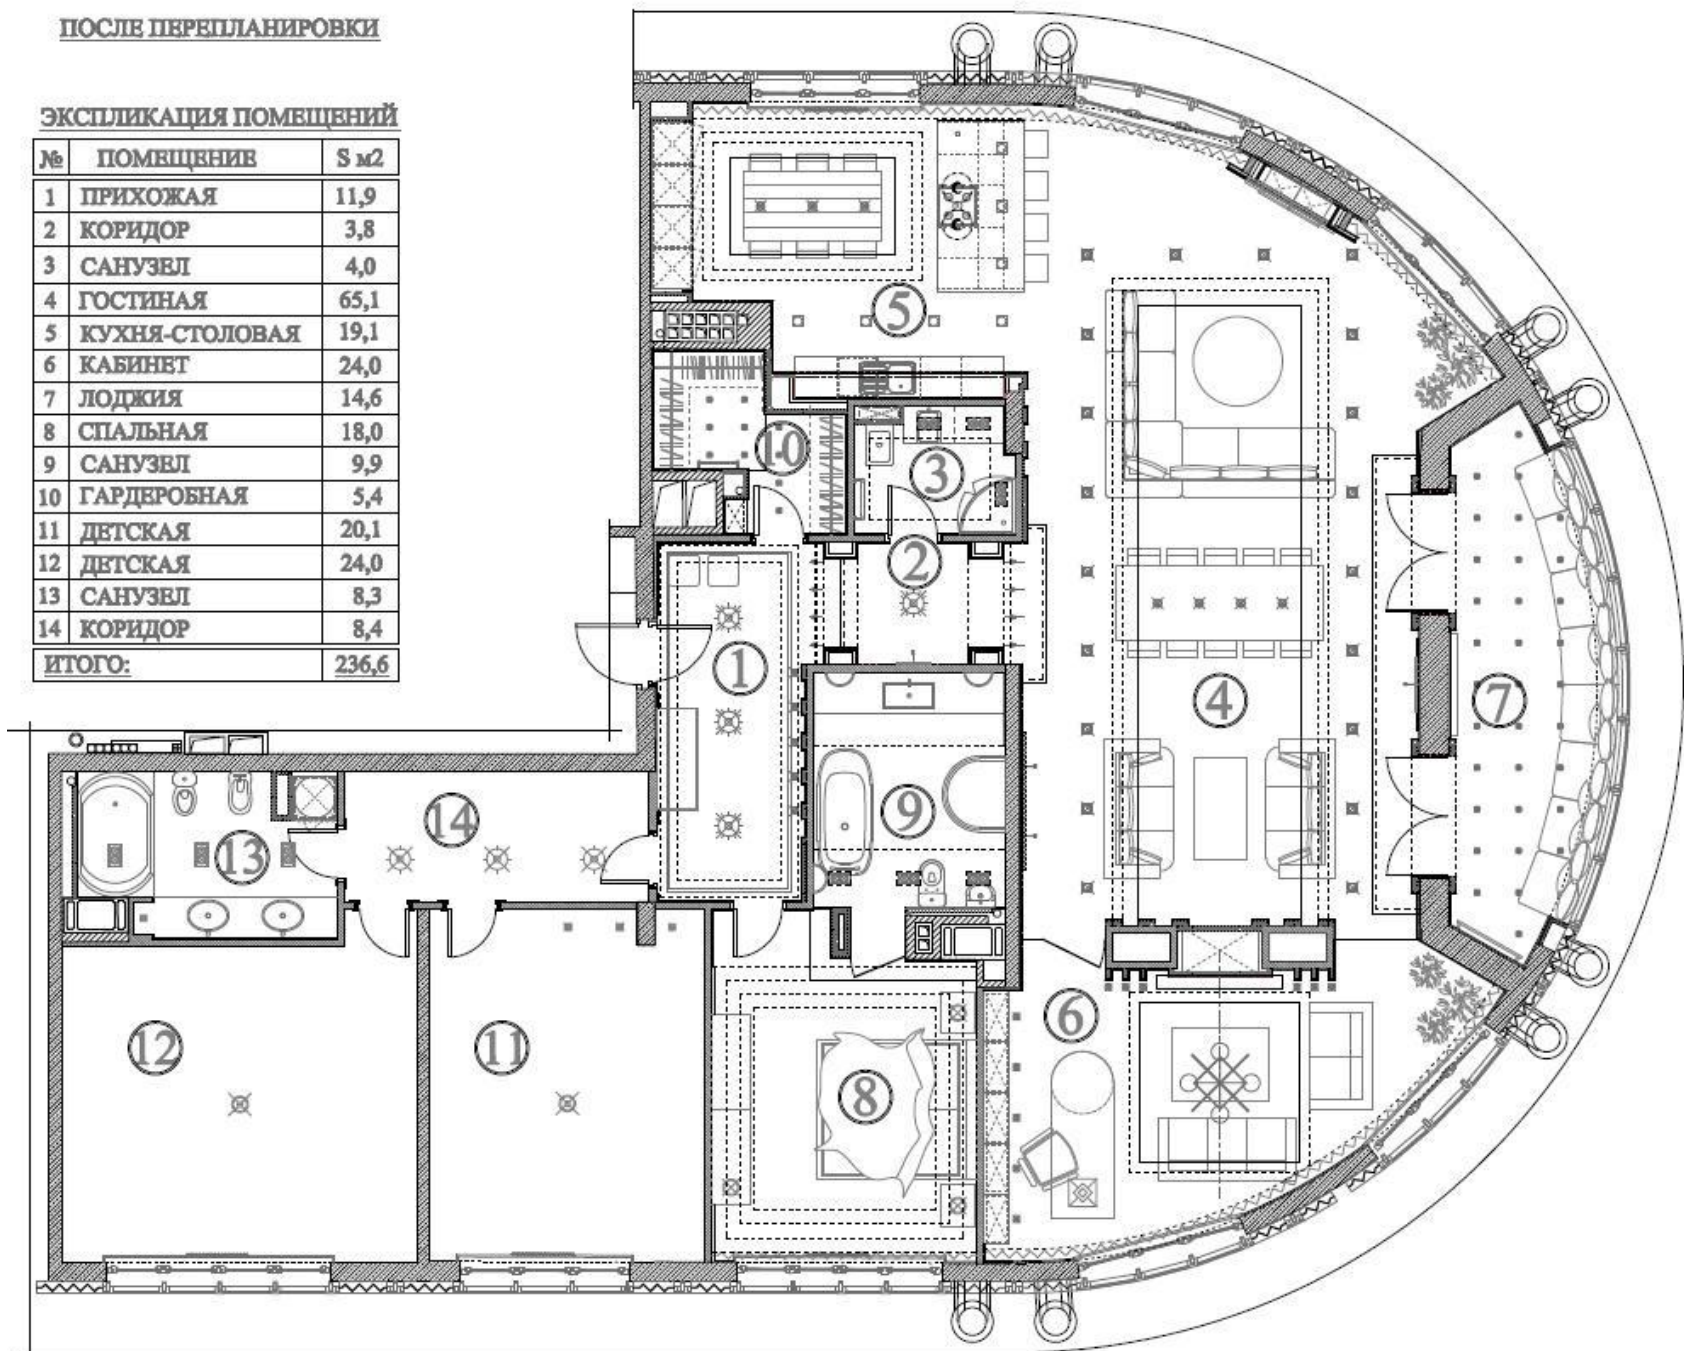 ПОСЛЕ ПЕРЕПЛАНИРОВКИ
ЭКСПЛИКАЦИЯ ПОМЕЩЕНИЙ
№ ПОМЕЩЕНИЕ S м2
1 ПРИХОЖАЯ 11,9
2 КОРИДОР 3,8
3 САНУЗЕЛ 4,0
4 ГОСТИНАЯ 65,1
5 КУХНЯ-СТОЛОВАЯ 19,1
6 КАБИНЕТ 24,0
7 ЛОДЖИЯ 14,6
8 СПАЛЬНАЯ 18,0
9 САНУЗЕЛ 9,9
10 ГАРДЕРОБНАЯ 5,4
11 ДЕТСКАЯ 20,1
12 ДЕТСКАЯ 24,0
13 САНУЗЕЛ 8,3
14 КОРИДОР 8,4
ИТОГО: 236,6
5
10
3
2
1
4
7
14
9
13
12
11
6
8